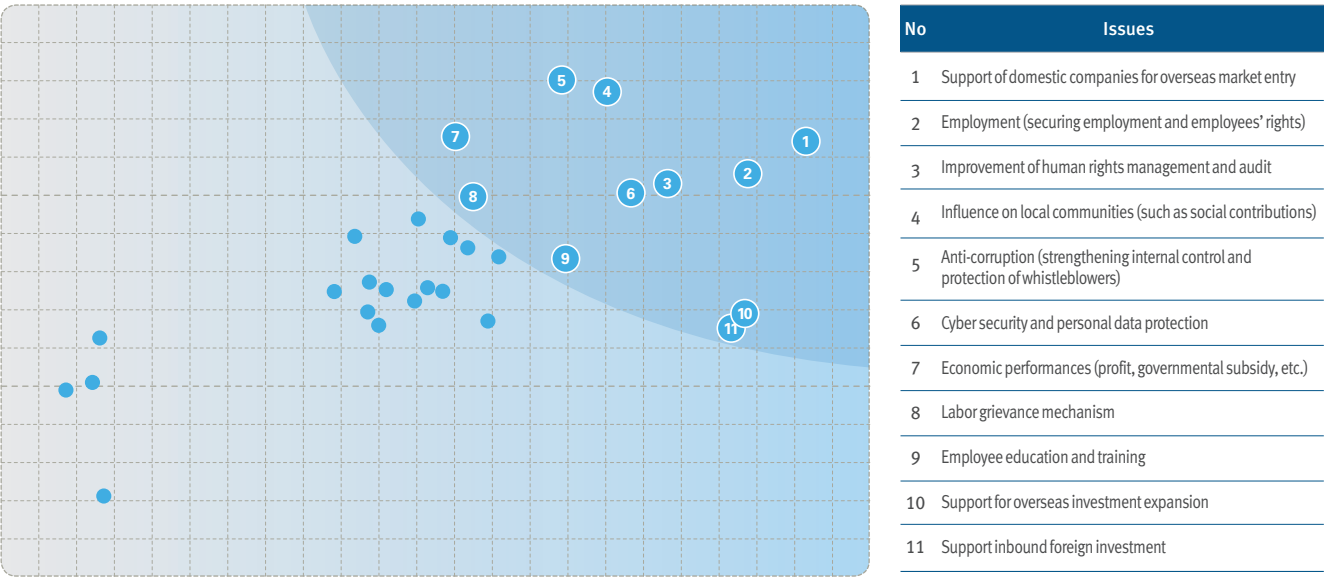 5
4
7
1
2
3
6
8
9
10
11
No Issues
1 Support of domestic companies for overseas market entry
2 Employment (securing employment and employees’ rights)
3 Improvement of human rights management and audit
4 Influence on local communities (such as social contributions)
5 Anti-corruption (strengthening internal control and
protection of whistleblowers)
6 Cyber security and personal data protection
7 Economic performances (profit, governmental subsidy, etc.)
8 Labor grievance mechanism
9 Employee education and training
10 Support for overseas investment expansion
11 Support inbound foreign investment